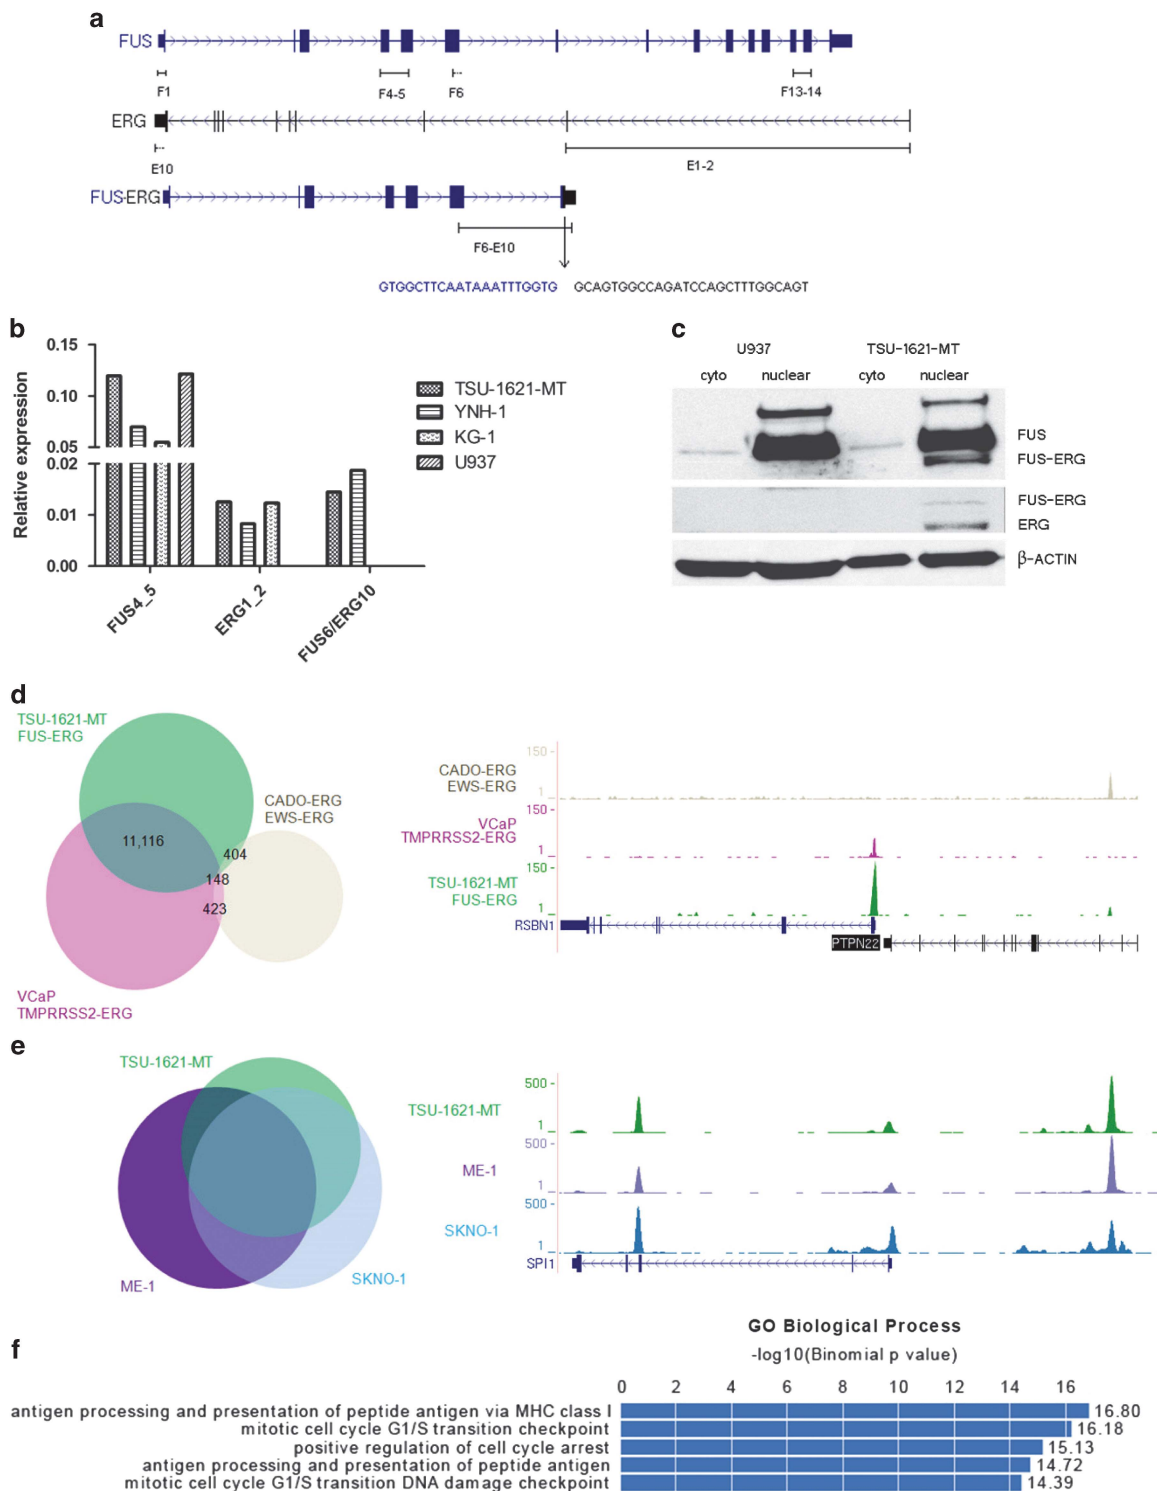 a
FUS
F1
F4-5
F6
F13-14
ERG
E10
E1-2
FUS-ERG
F6-E10
GTGGCTTCAATAAATTTGGTG GCAGTGGCCAGATCCAGCTTTGGCAGT
b
Relative expression
0.15
0.10
0.05
0.02
0.01
0.00
FUS4_5
ERG1_2
FUS6/ERG10
TSU-1621-MT
YNH-1
KG-1
U937
c
U937 TSU-1621-MT
cyto nuclear cyto nuclear
FUS
FUS-ERG
FUS-ERG
ERG
β-ACTIN
d
TSU-1621-MT
FUS-ERG
CADO-ERG
EWS-ERG
11,116
404
148
423
VCaP
TMPRRSS2-ERG
150
CADO-ERG
EWS-ERG
1
150
VCaP
TMPRRSS2-ERG
1
150
TSU-1621-MT
FUS-ERG
1
RSBN1
PTPN22
e
TSU-1621-MT
ME-1
SKNO-1
500
TSU-1621-MT
1
500
ME-1
1
500
SKNO-1
1
SPI1
f
GO Biological Process
-log10(Binomial p value)
0 2 4 6 8 10 12 14 16
antigen processing and presentation of peptide antigen via MHC class I 16.80
mitotic cell cycle G1/S transition checkpoint 16.18
positive regulation of cell cycle arrest 15.13
antigen processing and presentation of peptide antigen 14.72
mitotic cell cycle G1/S transition DNA damage checkpoint 14.39